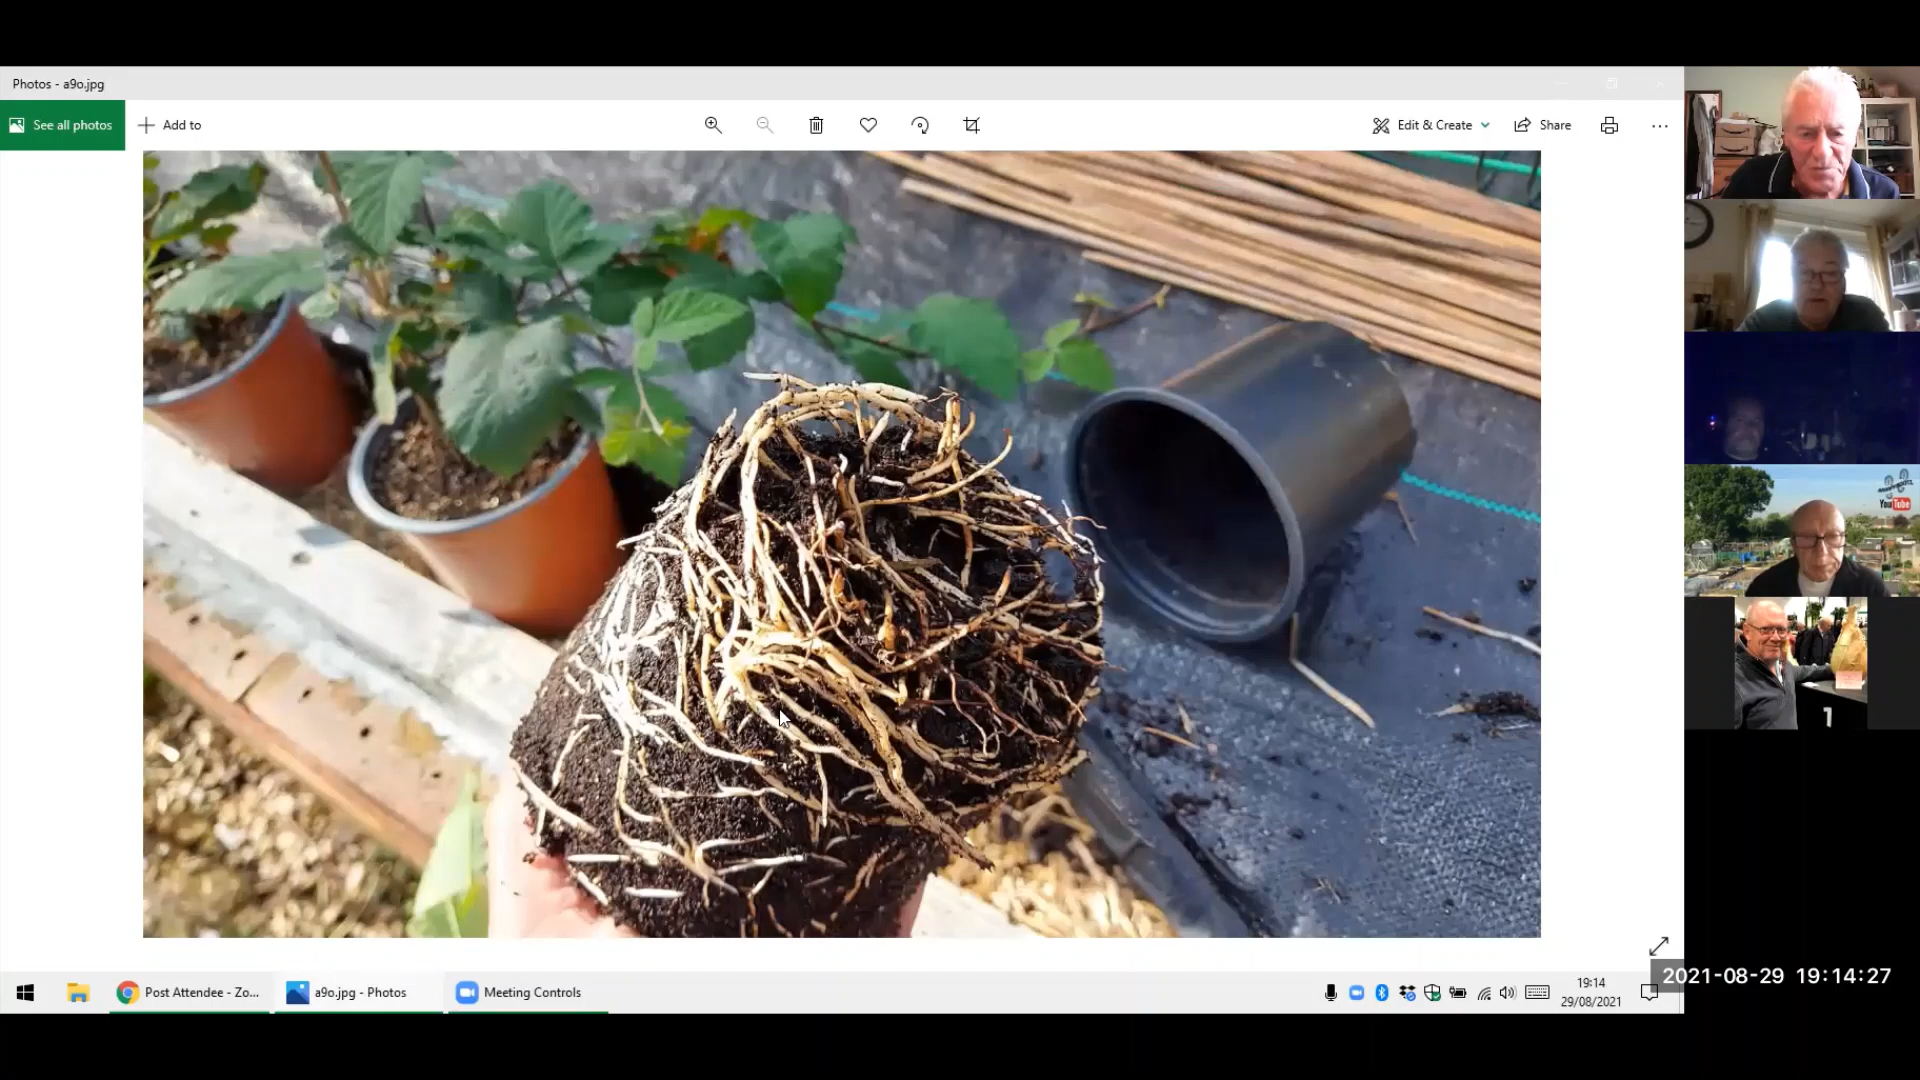 Photos - a9o.jpg
See all photos
Add to
Edit & Create
Share
YouTube
1
Post Attendee - Zo...
a9o.jpg - Photos
Meeting Controls
19:14
29/08/2021
2021-08-29 19:14:27